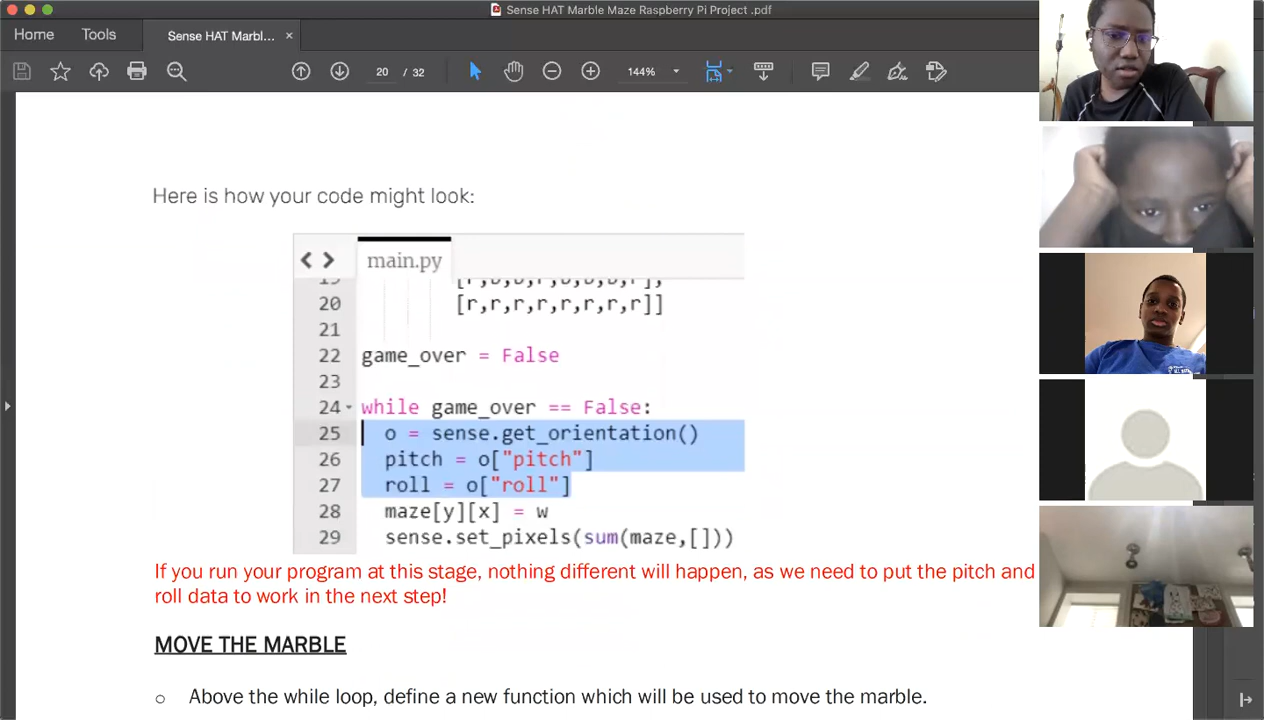 Sense HAT Marble Maze Raspberry Pi Project .pdf
Home Tools Sense HAT Marbl... ×
20 / 32 144%
Here is how your code might look:
main.py
20 [r,r,r,r,r,r,r,r]]
21
22 game_over = False
23
24 while game_over == False:
25 o = sense.get_orientation()
26 pitch = o["pitch"]
27 roll = o["roll"]
28 maze[y][x] = w
29 sense.set_pixels(sum(maze,[]))
If you run your program at this stage, nothing different will happen, as we need to put the pitch and
roll data to work in the next step!
MOVE THE MARBLE
o Above the while loop, define a new function which will be used to move the marble.